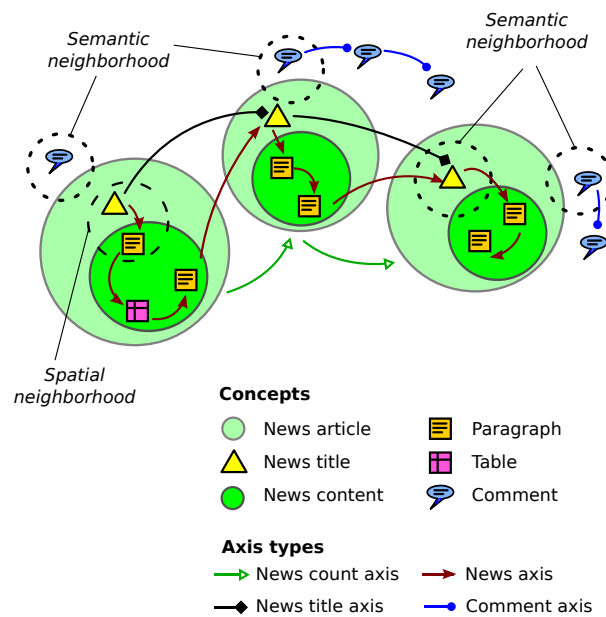 Semantic
neighborhood
Semantic
neighborhood
Spatial
neighborhood
Concepts
News article
Paragraph
News title
Table
News content
Comment
Axis types
News count axis
News axis
News title axis
Comment axis